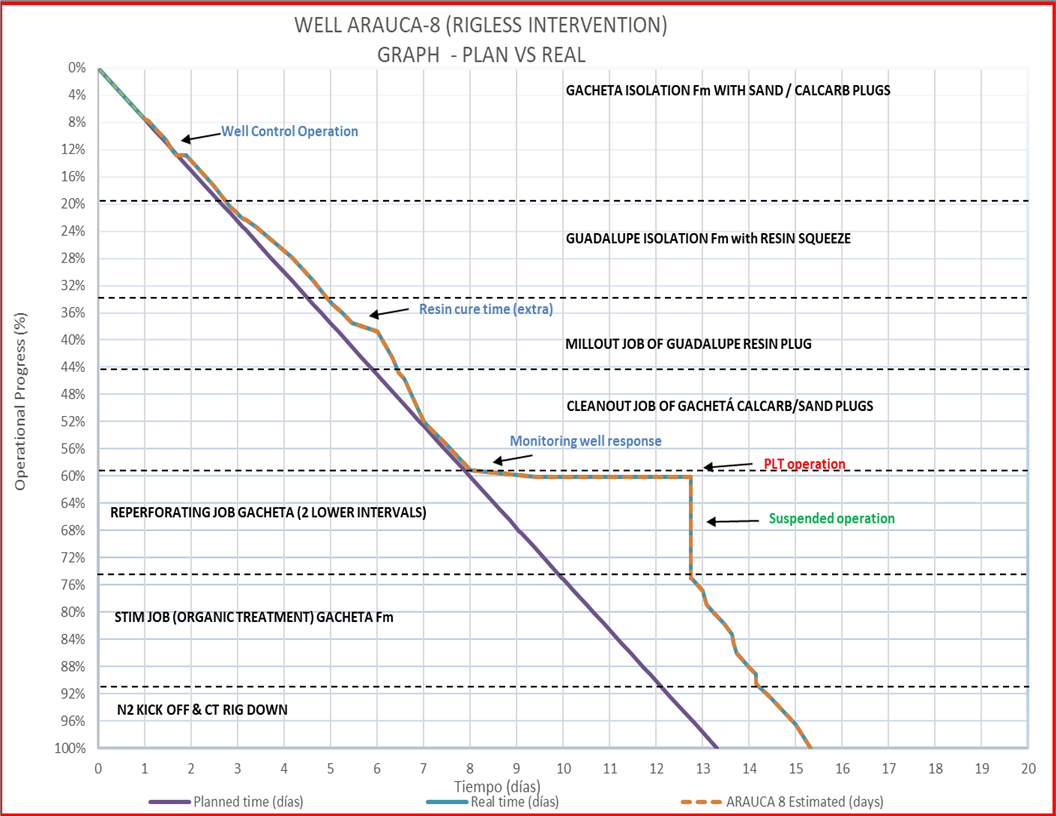 WELL ARAUCA-8 (RIGLESS INTERVENTION)
GRAPH - PLAN VS REAL
Operational Progress (%)
0%
4%
8%
12%
16%
20%
24%
28%
32%
36%
40%
44%
48%
52%
56%
60%
64%
68%
72%
76%
80%
84%
88%
92%
96%
100%
GACHETA ISOLATION Fm WITH SAND / CALCARB PLUGS
Well Control Operation
GUADALUPE ISOLATION Fm with RESIN SQUEEZE
Resin cure time (extra)
MILLOUT JOB OF GUADALUPE RESIN PLUG
CLEANOUT JOB OF GACHETÁ CALCARB/SAND PLUGS
Monitoring well response
PLT operation
REPERFORATING JOB GACHETA (2 LOWER INTERVALS)
Suspended operation
STIM JOB (ORGANIC TREATMENT) GACHETA Fm
N2 KICK OFF & CT RIG DOWN
0 1 2 3 4 5 6 7 8 9 10 11 12 13 14 15 16 17 18 19 20
Tiempo (días)
Planned time (días) Real time (días) ARAUCA 8 Estimated (days)